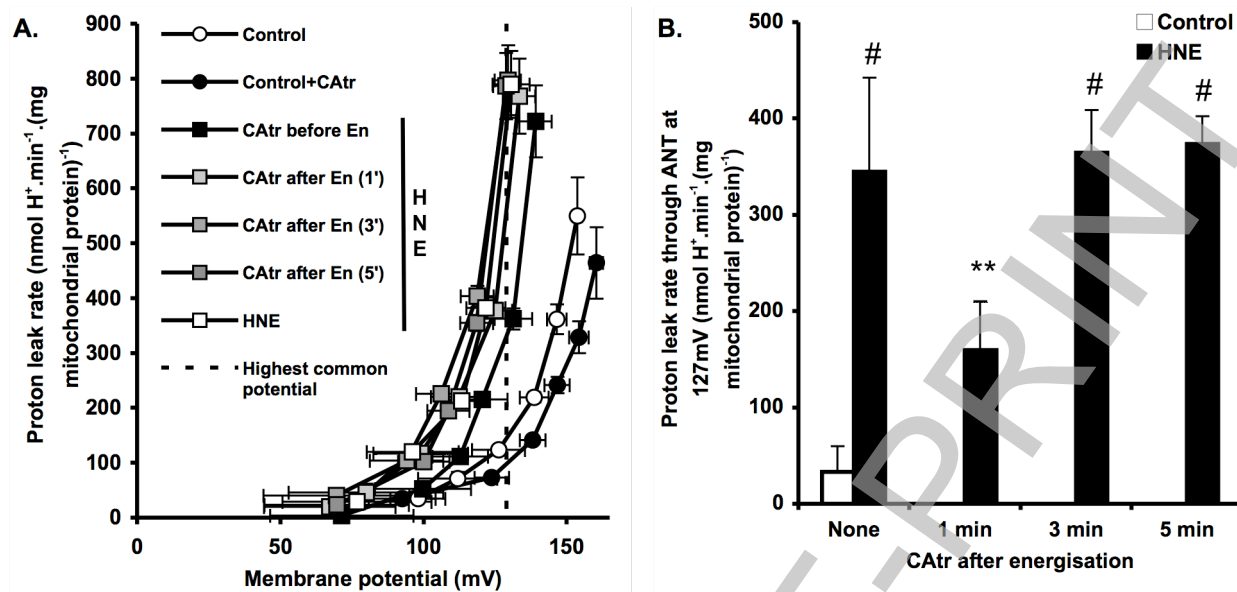 A.
Proton leak rate (nmol H⁺.min⁻¹.(mg
mitochondrial protein)⁻¹)
900
800
700
600
500
400
300
200
100
0
Control
Control+CAtr
CAtr before En
CAtr after En (1')
CAtr after En (3')
CAtr after En (5')
HNE
Highest common
potential
H
N
E
0
50
100
150
Membrane potential (mV)
B.
Proton leak rate through ANT at
127mV (nmol H⁺.min⁻¹.(mg
mitochondrial protein)⁻¹)
500
400
300
200
100
0
Control
HNE
#
**
#
#
None
1 min
3 min
5 min
CAtr after energisation
-PRINT